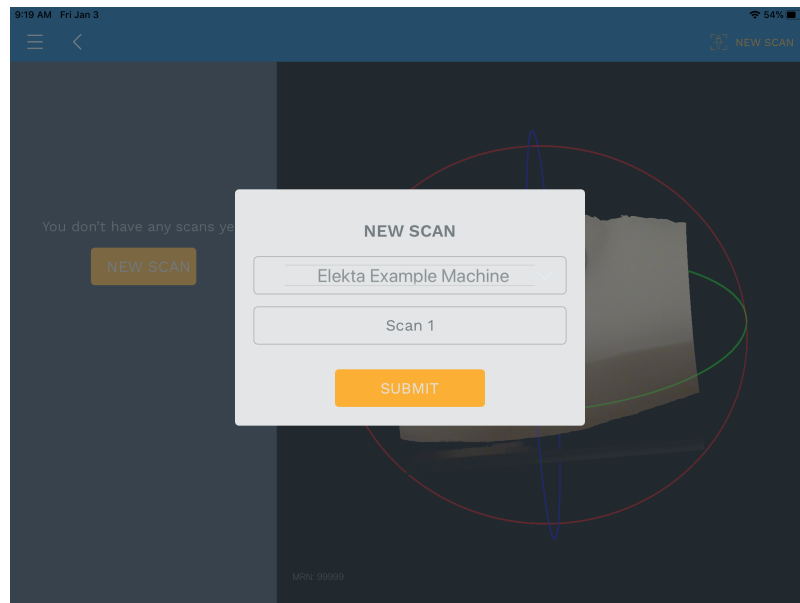 9:19 AM Fri Jan 3
54%
NEW SCAN
You don't have any scans ye
NEW SCAN
NEW SCAN
Elekta Example Machine
Scan 1
SUBMIT
MRN: 99999